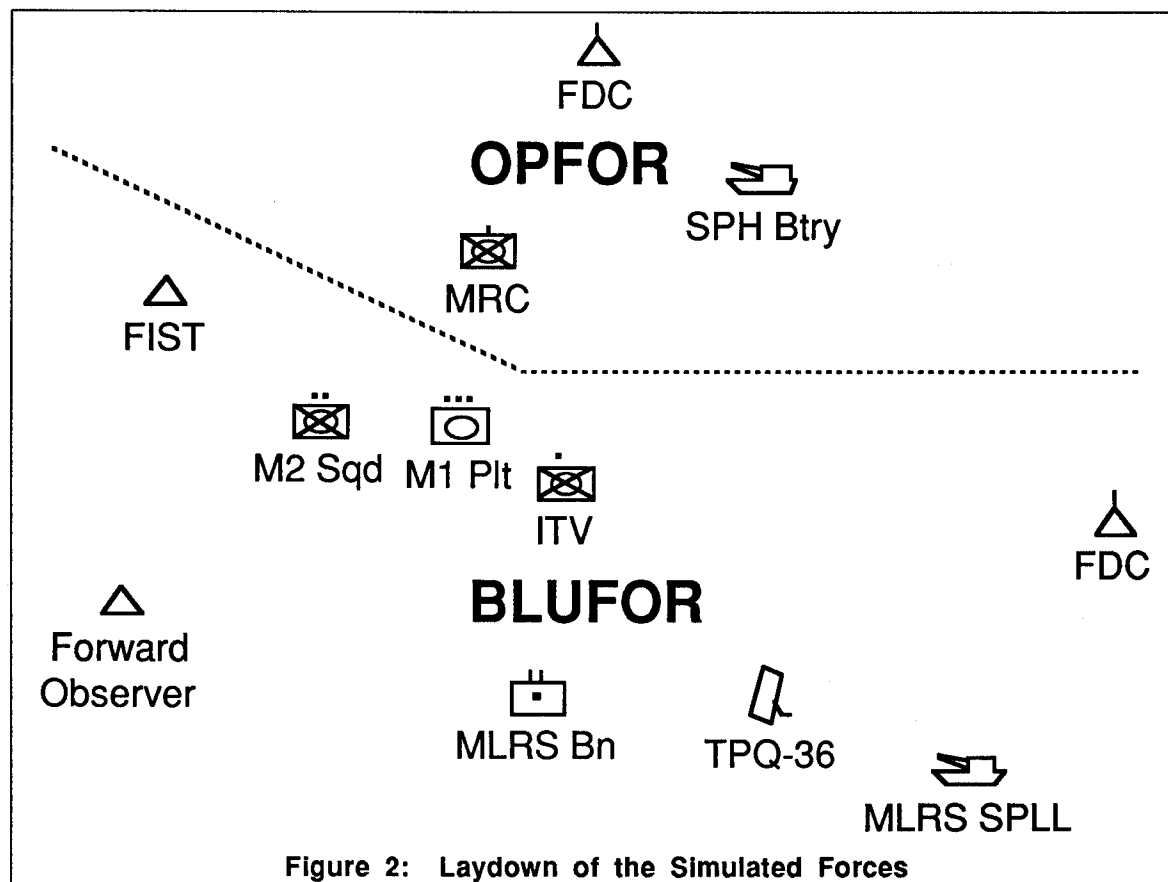 FDC
OPFOR
SPH Btry
MRC
FIST
M2 Sqd
M1 Plt
ITV
FDC
BLUFOR
Forward
Observer
MLRS Bn
TPQ-36
MLRS SPLL
Figure 2: Laydown of the Simulated Forces